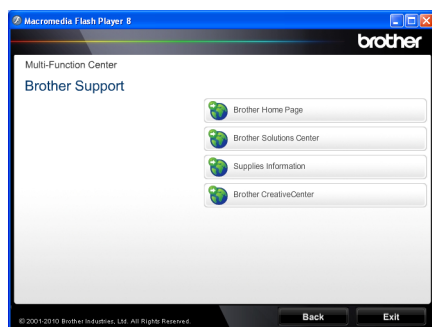 Macromedia Flash Player 8
brother
Multi-Function Center
Brother Support
Brother Home Page
Brother Solutions Center
Supplies Information
Brother CreativeCenter
© 2001-2010 Brother Industries, Ltd. All Rights Reserved.
Back
Exit